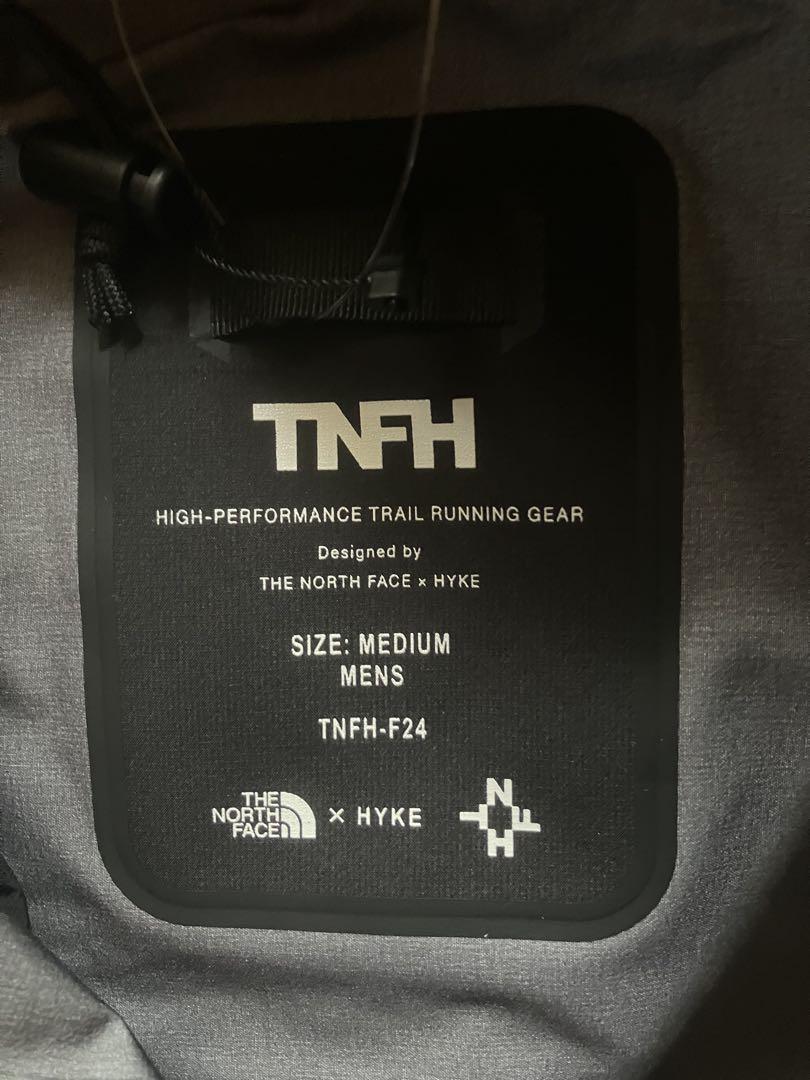 TNFH
HIGH-PERFORMANCE TRAIL RUNNING GEAR
Designed by
THE NORTH FACE × HYKE
SIZE: MEDIUM
MENS
TNFH-F24
THE
NORTH
FACE
× HYKE
N
T F
H